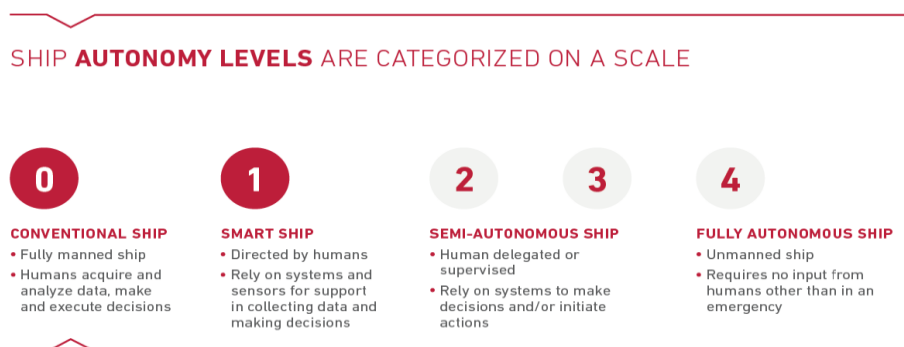 SHIP AUTONOMY LEVELS ARE CATEGORIZED ON A SCALE
0
CONVENTIONAL SHIP
• Fully manned ship
• Humans acquire and
analyze data, make
and execute decisions
1
SMART SHIP
• Directed by humans
• Rely on systems and
sensors for support
in collecting data and
making decisions
2
3
SEMI-AUTONOMOUS SHIP
• Human delegated or
supervised
• Rely on systems to make
decisions and/or initiate
actions
4
FULLY AUTONOMOUS SHIP
• Unmanned ship
• Requires no input from
humans other than in an
emergency